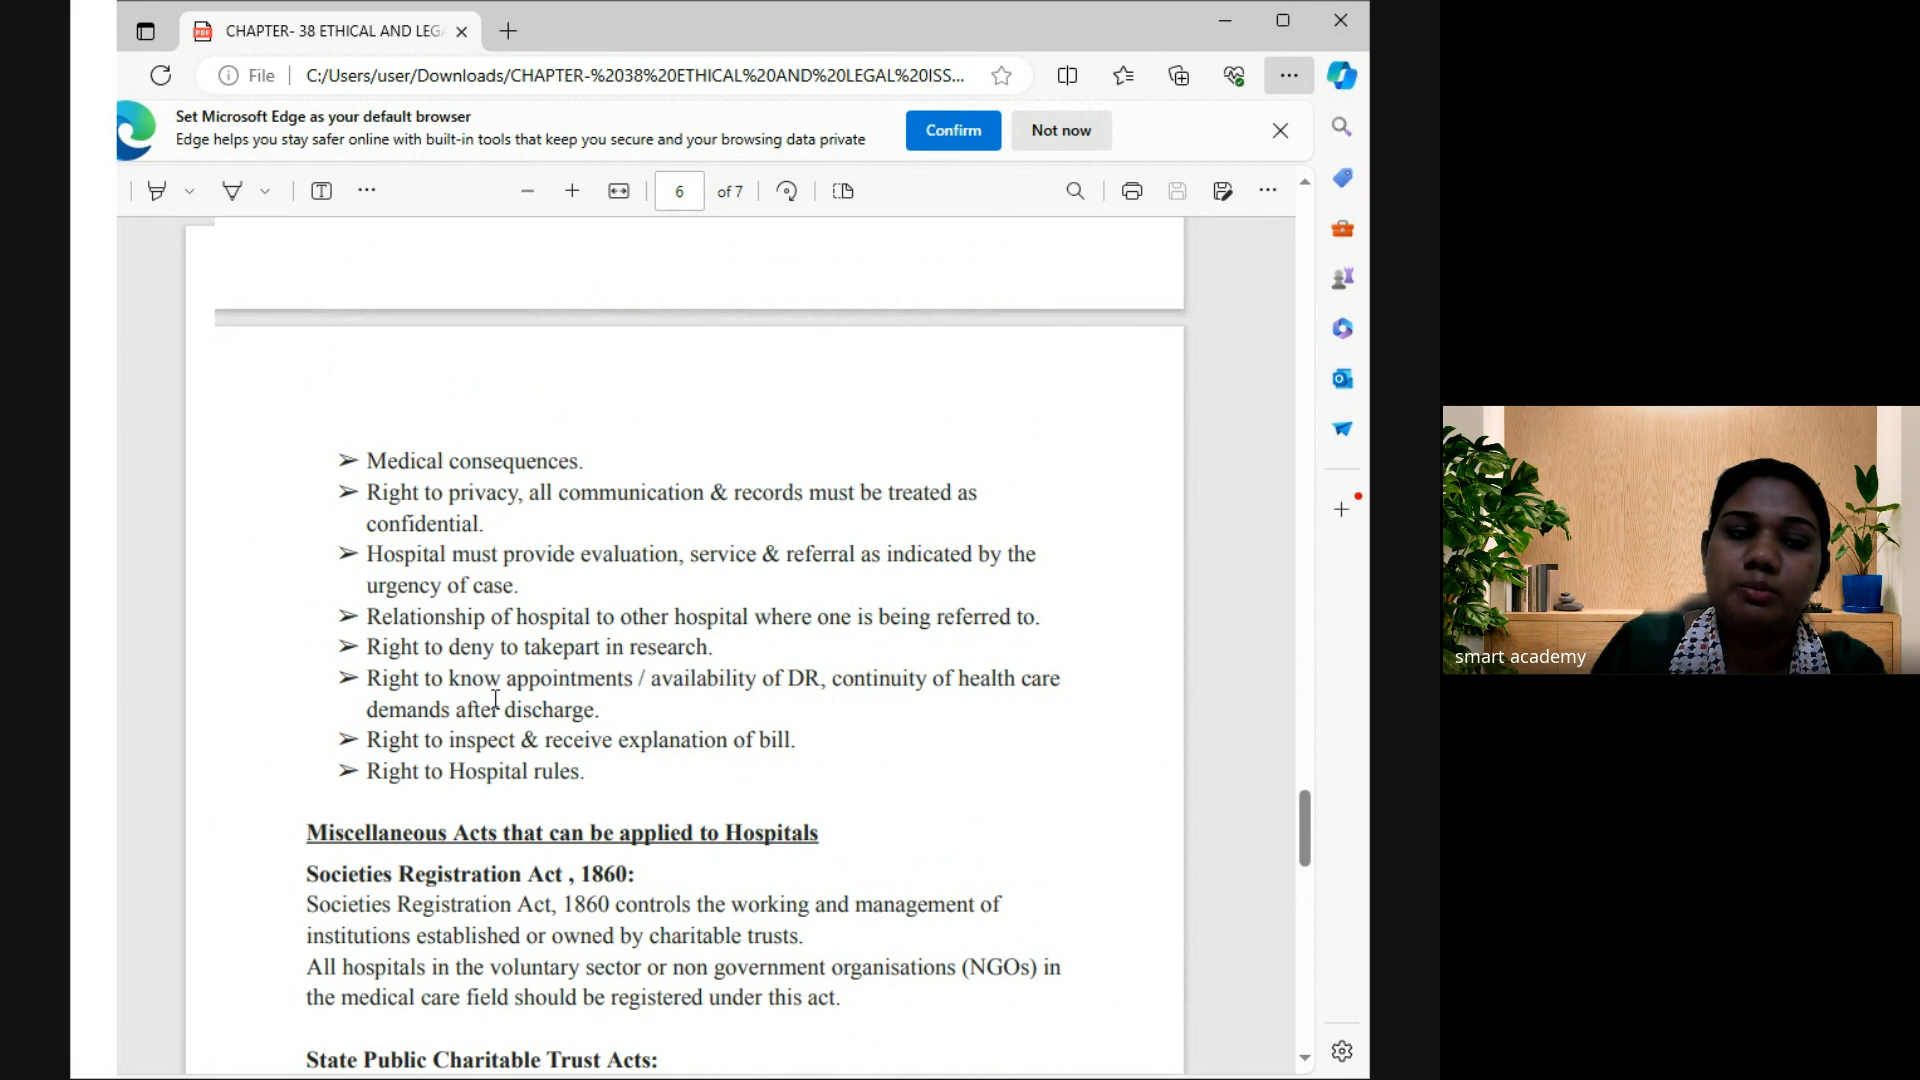 CHAPTER- 38 ETHICAL AND LEG
File
C:/Users/user/Downloads/CHAPTER-%2038%20ETHICAL%20AND%20LEGAL%20ISS...
Set Microsoft Edge as your default browser
Edge helps you stay safer online with built-in tools that keep you secure and your browsing data private
Confirm
Not now
6 of 7
➢ Medical consequences.
➢ Right to privacy, all communication & records must be treated as
confidential.
➢ Hospital must provide evaluation, service & referral as indicated by the
urgency of case.
➢ Relationship of hospital to other hospital where one is being referred to.
➢ Right to deny to takepart in research.
➢ Right to know appointments / availability of DR, continuity of health care
demands after discharge.
➢ Right to inspect & receive explanation of bill.
➢ Right to Hospital rules.
Miscellaneous Acts that can be applied to Hospitals
Societies Registration Act , 1860:
Societies Registration Act, 1860 controls the working and management of
institutions established or owned by charitable trusts.
All hospitals in the voluntary sector or non government organisations (NGOs) in
the medical care field should be registered under this act.
State Public Charitable Trust Acts:
smart academy